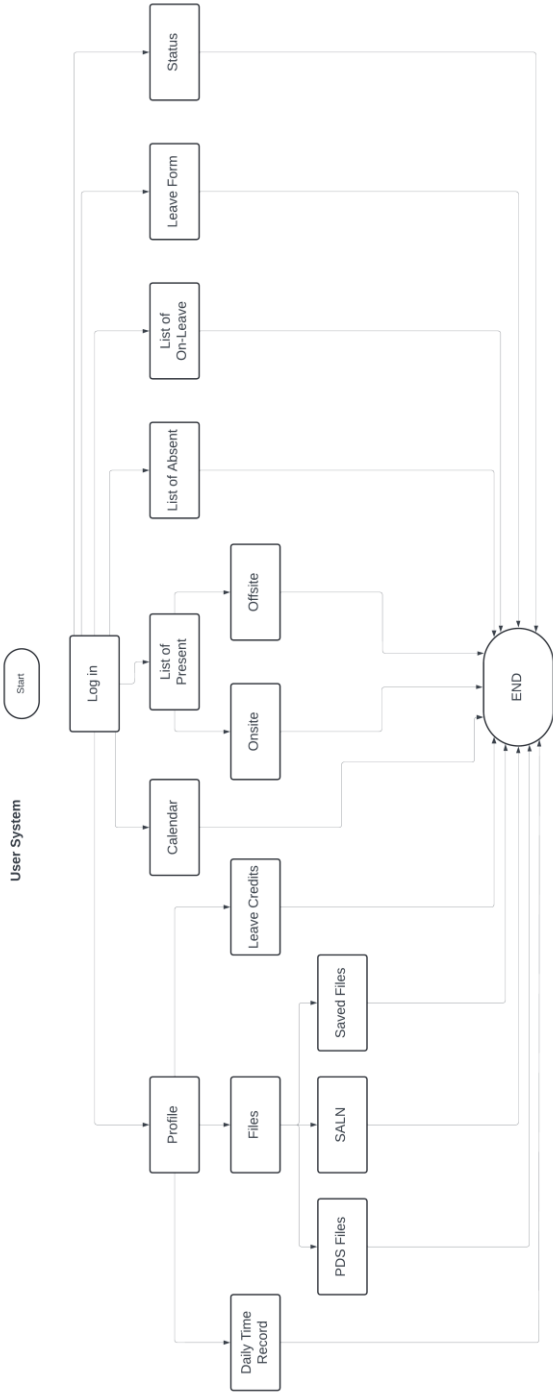 User System
Start
Log in
Profile
Calendar
List of
Present
List of Absent
List of
On-Leave
Leave Form
Status
Daily Time
Record
Files
Leave Credits
Onsite
Offsite
PDS Files
SALN
Saved Files
END